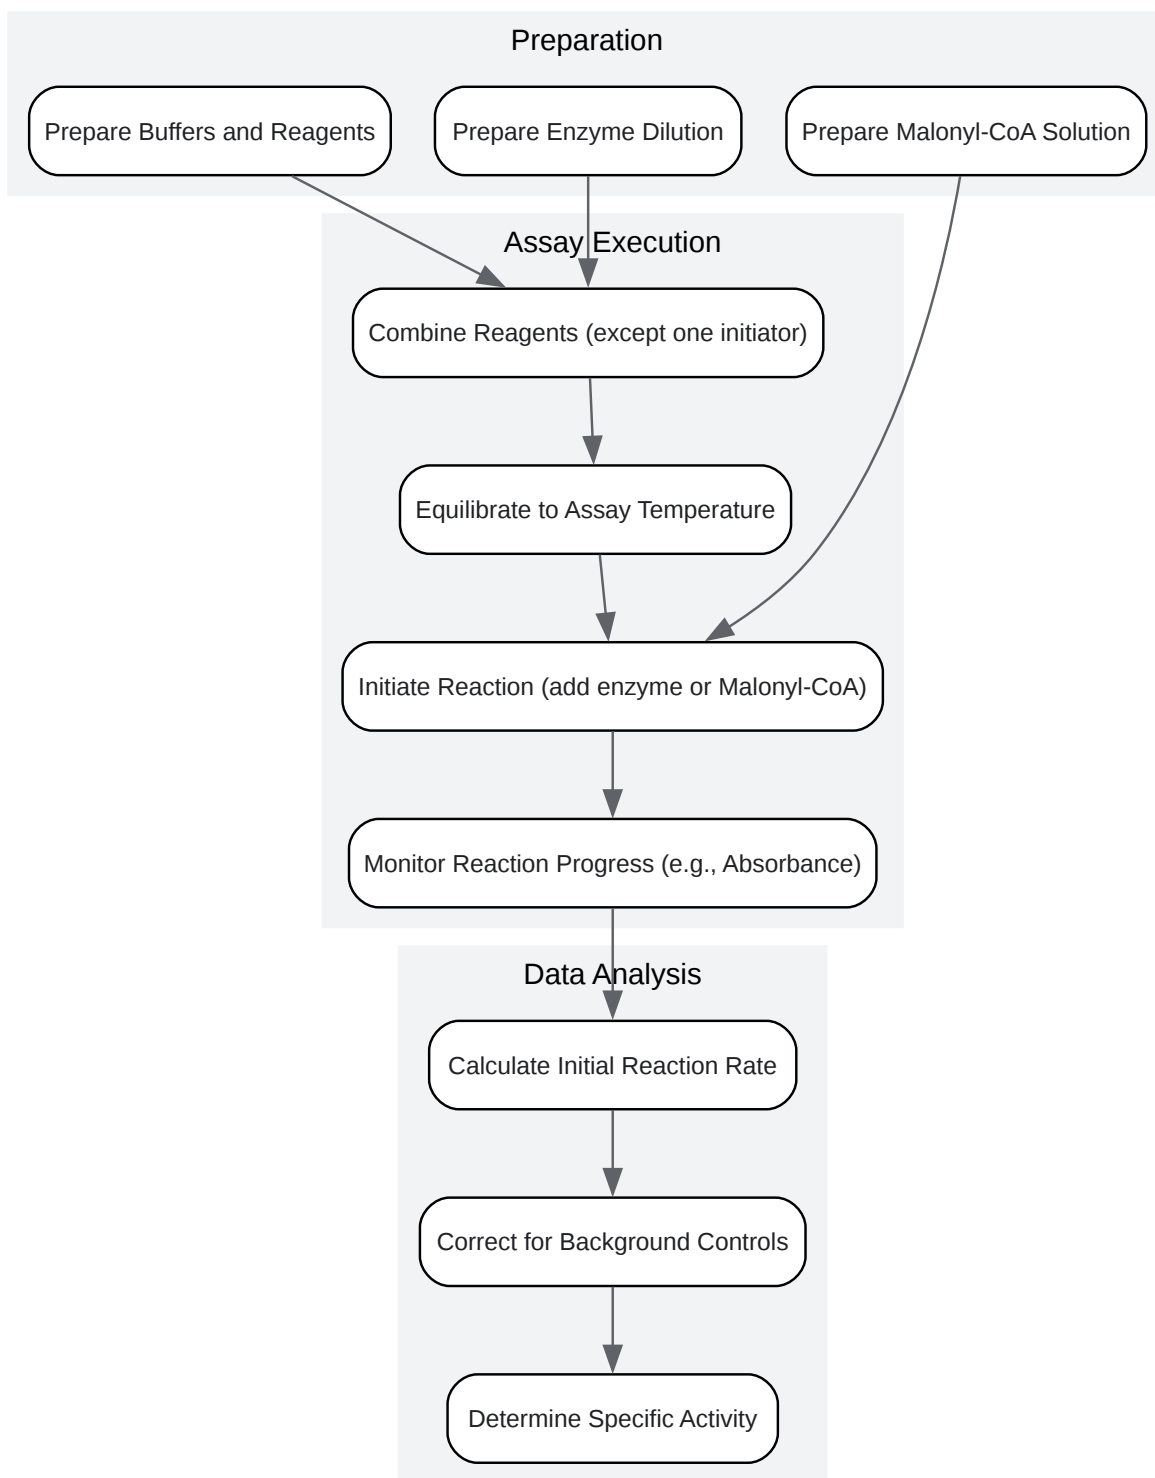 Preparation
Prepare Buffers and Reagents
Prepare Enzyme Dilution
Prepare Malonyl-CoA Solution
Assay Execution
Combine Reagents (except one initiator)
Equilibrate to Assay Temperature
Initiate Reaction (add enzyme or Malonyl-CoA)
Monitor Reaction Progress (e.g., Absorbance)
Data Analysis
Calculate Initial Reaction Rate
Correct for Background Controls
Determine Specific Activity